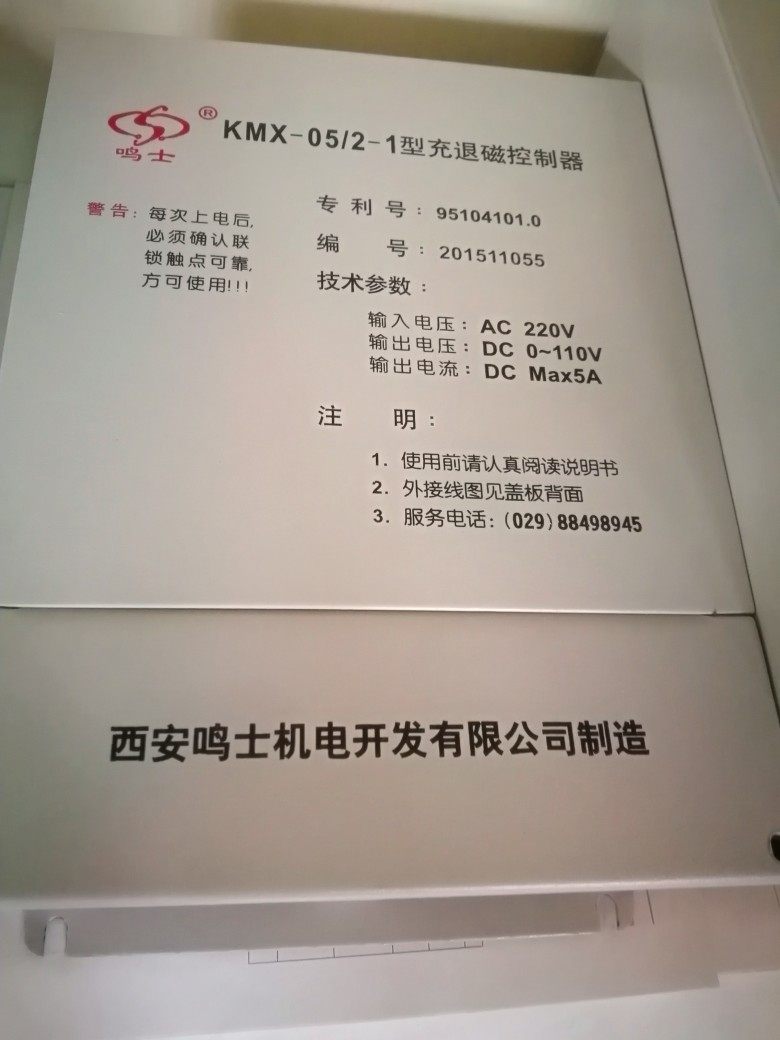 ®
鸣士
KMX-05/2-1型充退磁控制器
警告：每次上电后,
必须确认联
锁触点可靠,
方可使用!!!
专利号：95104101.0
编号：201511055
技术参数：
输入电压：AC 220V
输出电压：DC 0~110V
输出电流：DC Max5A
注明：
1. 使用前请认真阅读说明书
2. 外接线图见盖板背面
3. 服务电话:(029)88498945
西安鸣士机电开发有限公司制造